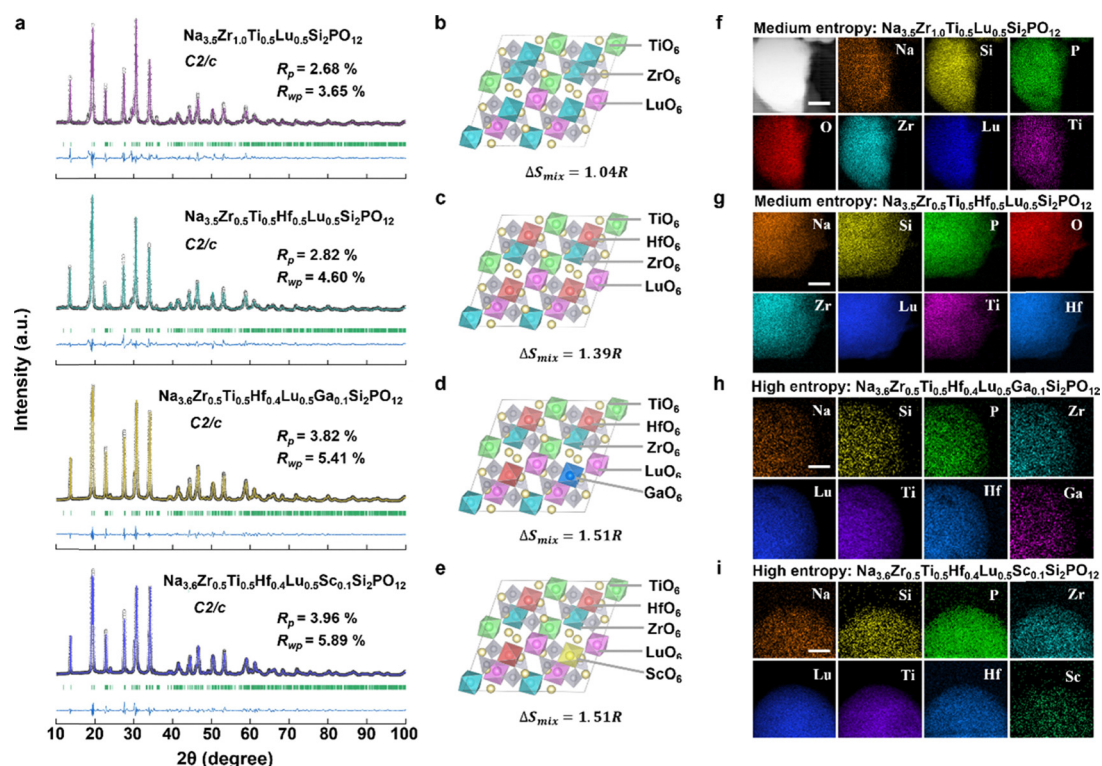 a
Na3.5Zr1.0Ti0.5Lu0.5Si2PO12
C2/c
Rp = 2.68 %
Rwp = 3.65 %
Na3.5Zr0.5Ti0.5Hf0.5Lu0.5Si2PO12
C2/c
Rp = 2.82 %
Rwp = 4.60 %
Na3.6Zr0.5Ti0.5Hf0.4Lu0.5Ga0.1Si2PO12
C2/c
Rp = 3.82 %
Rwp = 5.41 %
Na3.6Zr0.5Ti0.5Hf0.4Lu0.5Sc0.1Si2PO12
C2/c
Rp = 3.96 %
Rwp = 5.89 %
Intensity (a.u.)
10 20 30 40 50 60 70 80 90 100
2θ (degree)
b
TiO6
ZrO6
LuO6
ΔSmix = 1.04R
c
TiO6
HfO6
ZrO6
LuO6
ΔSmix = 1.39R
d
TiO6
HfO6
ZrO6
LuO6
GaO6
ΔSmix = 1.51R
e
TiO6
HfO6
ZrO6
LuO6
ScO6
ΔSmix = 1.51R
f
Medium entropy: Na3.5Zr1.0Ti0.5Lu0.5Si2PO12
Na Si P
O Zr Lu Ti
g
Medium entropy: Na3.5Zr0.5Ti0.5Hf0.5Lu0.5Si2PO12
Na Si P O
Zr Lu Ti Hf
h
High entropy: Na3.6Zr0.5Ti0.5Hf0.4Lu0.5Ga0.1Si2PO12
Na Si P Zr
Lu Ti Hf Ga
i
High entropy: Na3.6Zr0.5Ti0.5Hf0.4Lu0.5Sc0.1Si2PO12
Na Si P Zr
Lu Ti Hf Sc